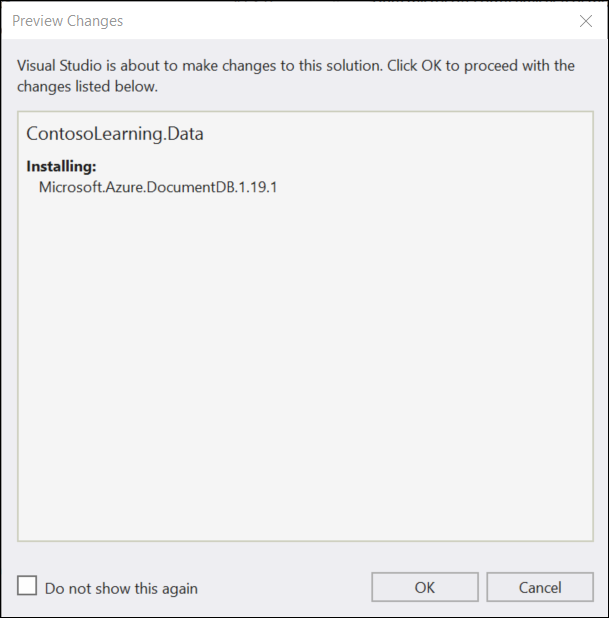 Preview Changes
Visual Studio is about to make changes to this solution. Click OK to proceed with the
changes listed below.
ContosoLearning.Data
Installing:
Microsoft.Azure.DocumentDB.1.19.1
Do not show this again
OK
Cancel